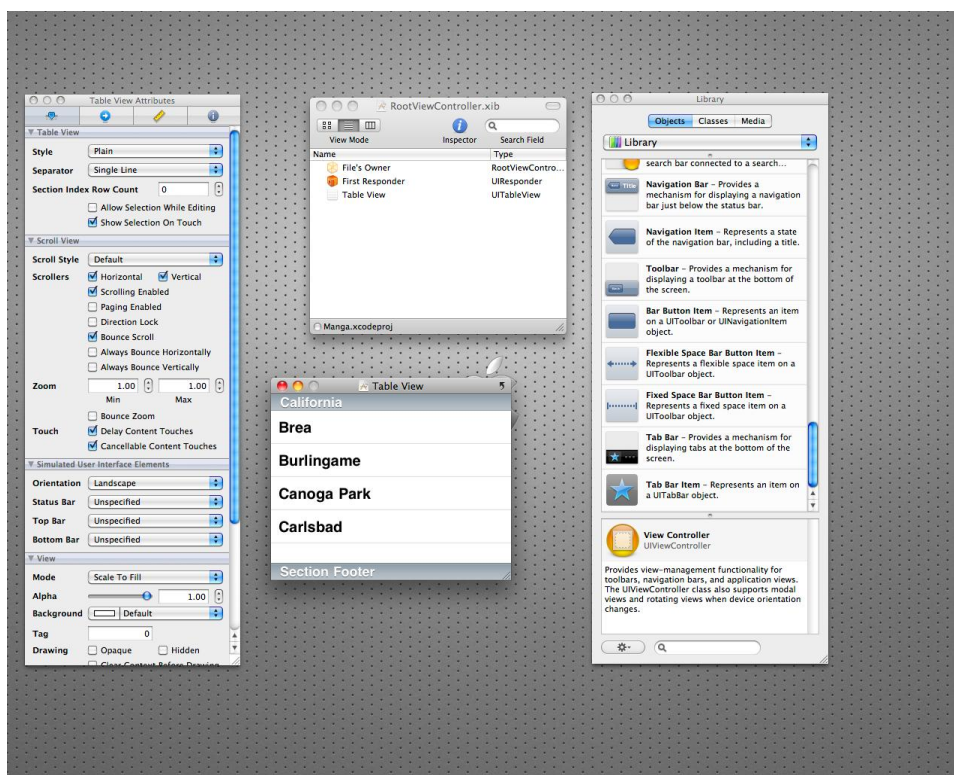 Table View Attributes
Table View
Style Plain
Separator Single Line
Section Index Row Count 0
Allow Selection While Editing
Show Selection On Touch
Scroll View
Scroll Style Default
Scrollers Horizontal Vertical
Scrolling Enabled
Paging Enabled
Direction Lock
Bounce Scroll
Always Bounce Horizontally
Always Bounce Vertically
Zoom 1.00 1.00
Min Max
Bounce Zoom
Touch Delay Content Touches
Cancellable Content Touches
Simulated User Interface Elements
Orientation Landscape
Status Bar Unspecified
Top Bar Unspecified
Bottom Bar Unspecified
View
Mode Scale To Fill
Alpha 1.00
Background Default
Tag 0
Drawing Opaque Hidden
Clear Context Before Drawing
RootViewController.xib
View Mode Inspector Search Field
Name Type
File's Owner RootViewContro...
First Responder UIResponder
Table View UITableView
Manga.xcodeproj
Table View
California
Brea
Burlingame
Canoga Park
Carlsbad
Section Footer
Library
Objects Classes Media
Library
search bar connected to a search...
Title
Navigation Bar – Provides a
mechanism for displaying a navigation
bar just below the status bar.
Navigation Item – Represents a state
of the navigation bar, including a title.
Toolbar – Provides a mechanism for
displaying a toolbar at the bottom of
the screen.
Bar Button Item – Represents an item
on a UIToolbar or UINavigationItem
object.
Flexible Space Bar Button Item –
Represents a flexible space item on a
UIToolbar object.
Fixed Space Bar Button Item –
Represents a fixed space item on a
UIToolbar object.
Tab Bar – Provides a mechanism for
displaying tabs at the bottom of the
screen.
Tab Bar Item – Represents an item on
a UITabBar object.
View Controller
UIViewController
Provides view-management functionality for
toolbars, navigation bars, and application views.
The UIViewController class also supports modal
views and rotating views when device orientation
changes.